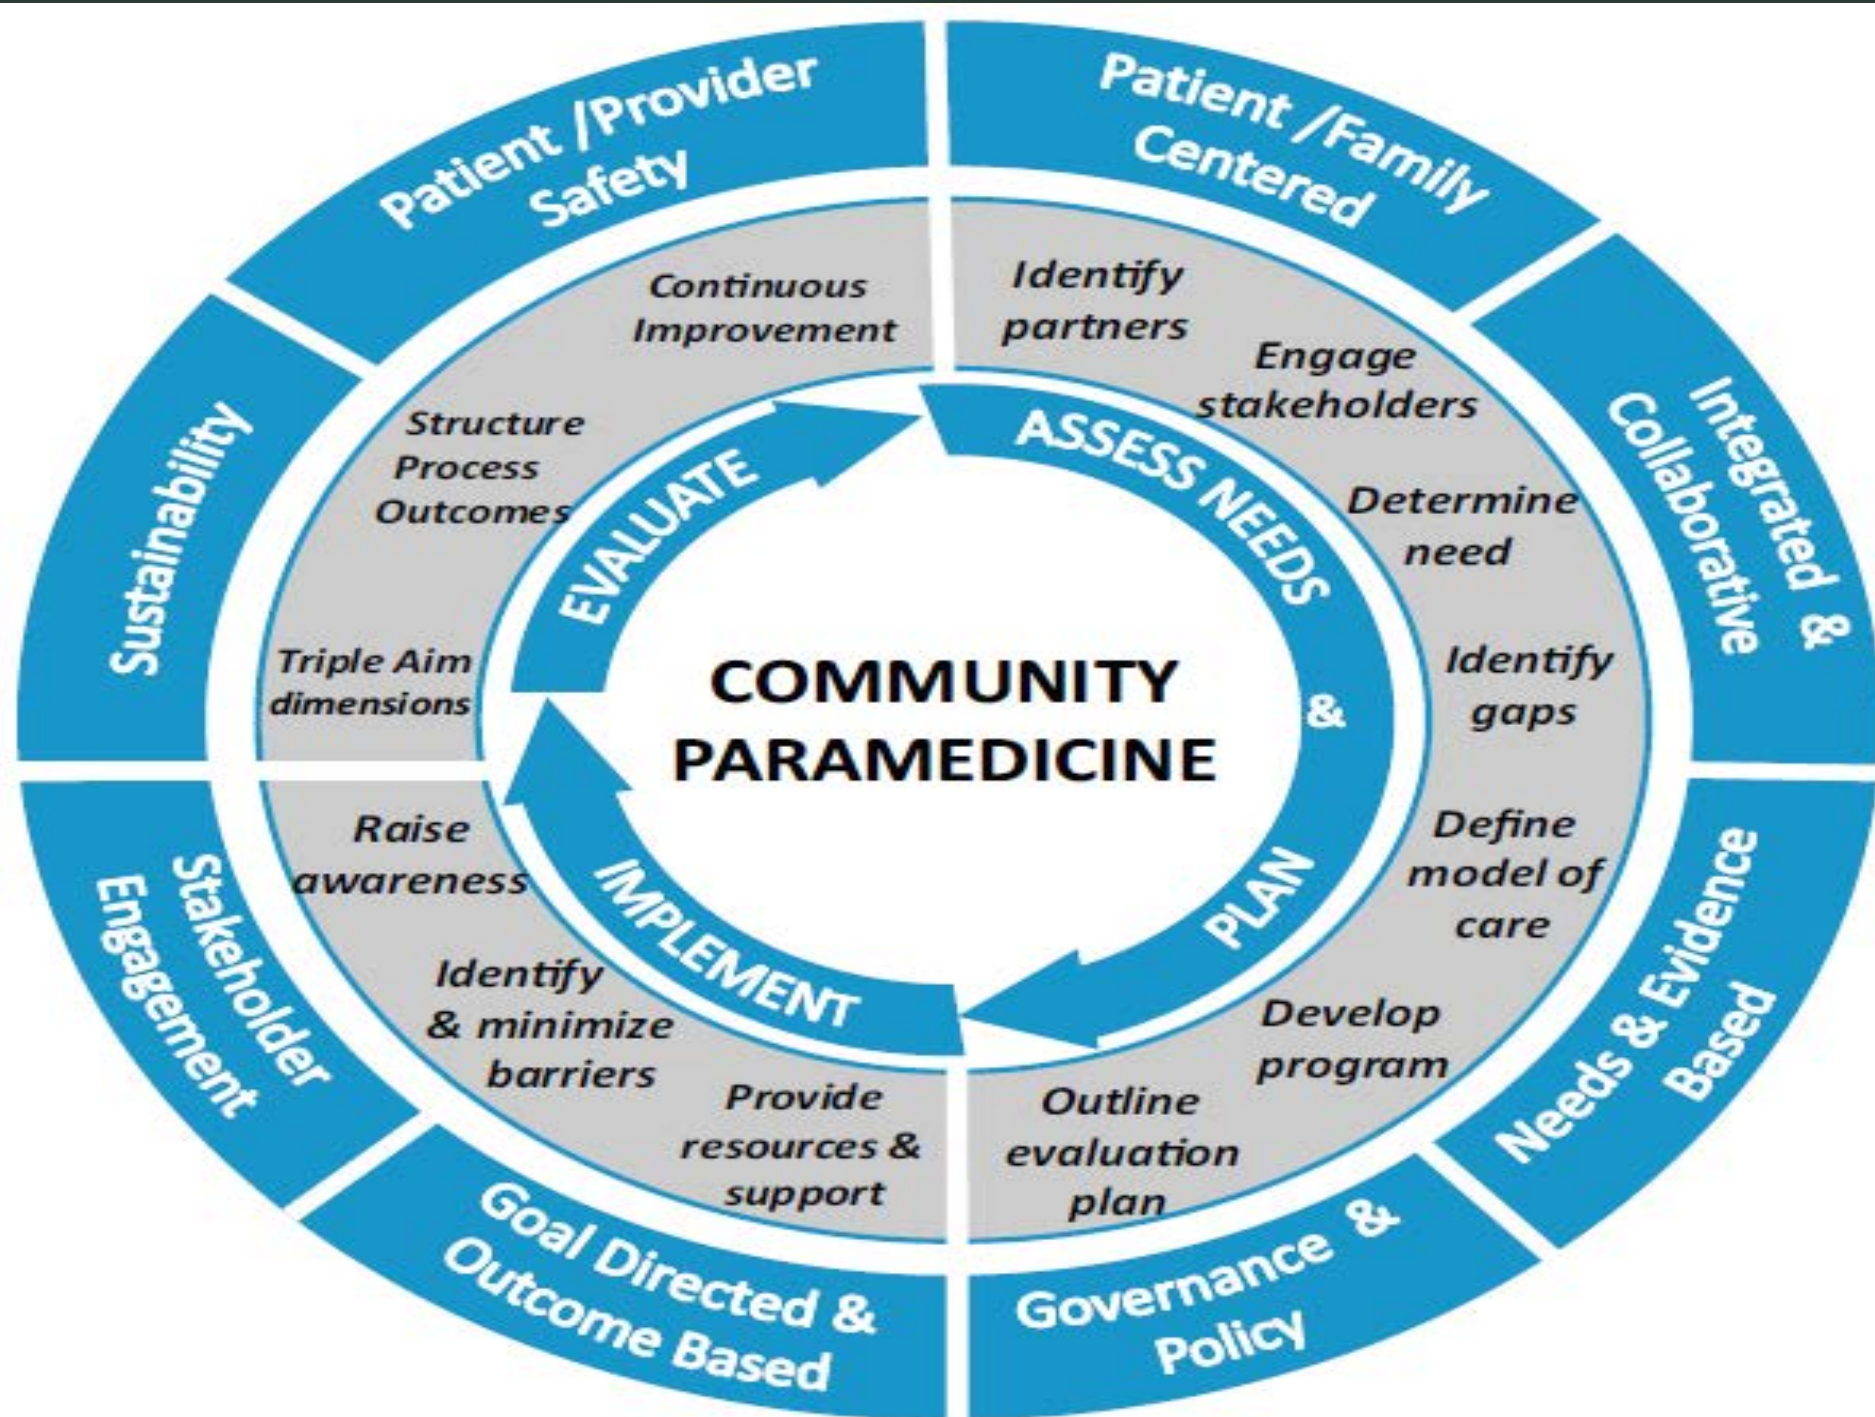 Patient /Provider
Safety
Patient /Family
Centered
Integrated &
Collaborative
Needs & Evidence
Based
Governance &
Policy
Goal Directed &
Outcome Based
Stakeholder
Engagement
Sustainability
Continuous
Improvement
Structure
Process
Outcomes
Triple Aim
dimensions
Identify
partners
Engage
stakeholders
Determine
need
Identify
gaps
Define
model of
care
Develop
program
Outline
evaluation
plan
Provide
resources &
support
Identify
& minimize
barriers
Raise
awareness
EVALUATE
ASSESS NEEDS
&
PLAN
IMPLEMENT
COMMUNITY
PARAMEDICINE